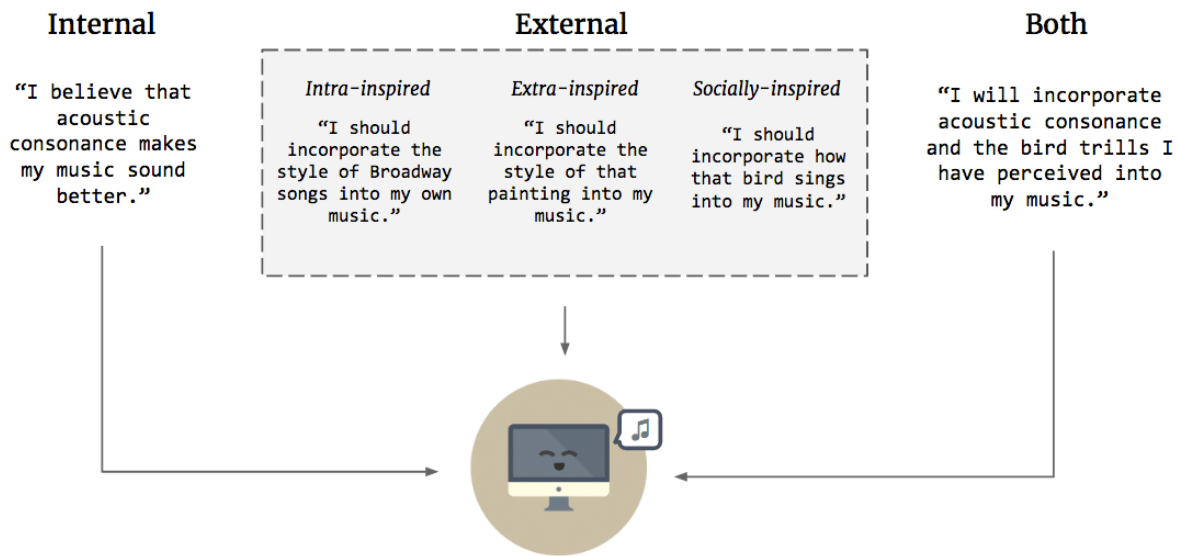 Internal
External
Both
“I believe that
acoustic
consonance makes
my music sound
better.”
Intra-inspired
“I should
incorporate the
style of Broadway
songs into my own
music.”
Extra-inspired
“I should
incorporate the
style of that
painting into my
music.”
Socially-inspired
“I should
incorporate how
that bird sings
into my music.”
“I will incorporate
acoustic consonance
and the bird trills I
have perceived into
my music.”